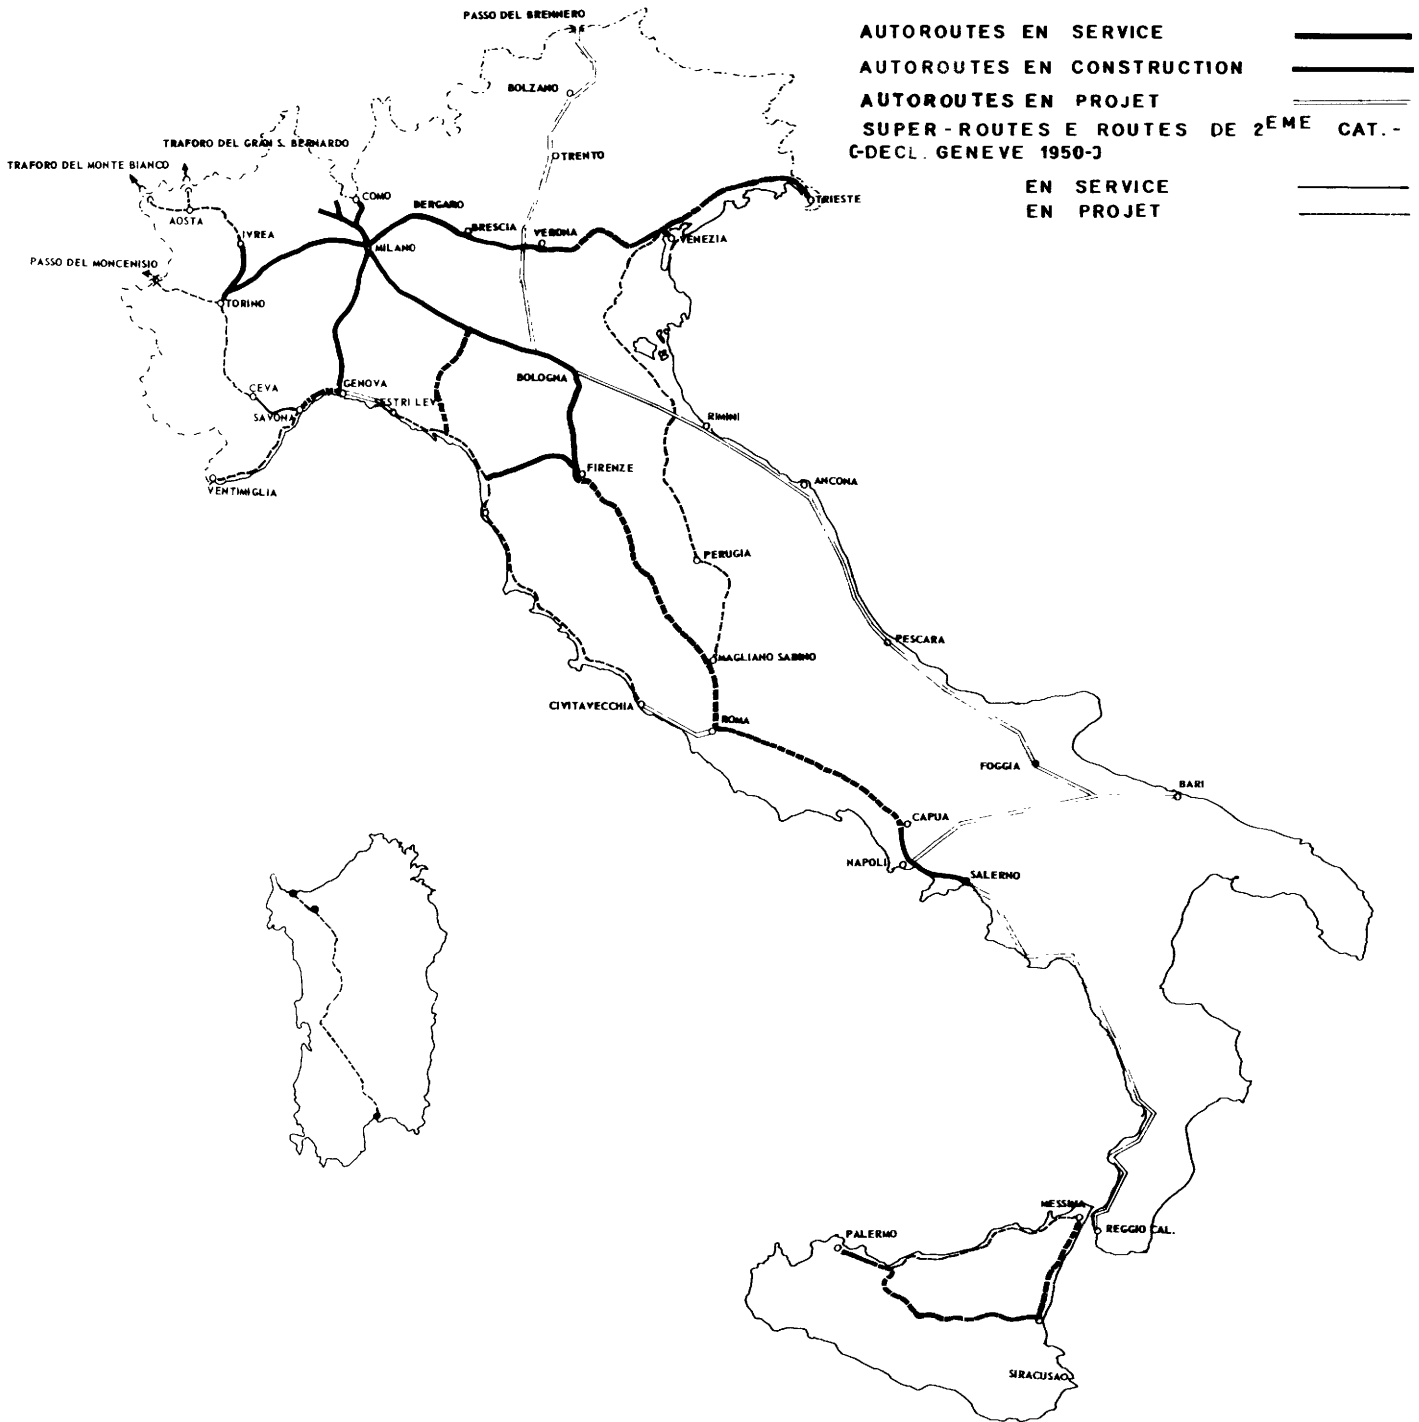 PASSO DEL BRENNERO
AUTOROUTES EN SERVICE
AUTOROUTES EN CONSTRUCTION
AUTOROUTES EN PROJET
SUPER-ROUTES E ROUTES DE 2EME CAT.-
(-DECL. GENEVE 1950-)
EN SERVICE
EN PROJET
BOLZANO
TRAFORO DEL GRAN S. BERNARDO
TRAFORO DEL MONTE BIANCO
TRENTO
COMO
BERGAMO
TRIESTE
AOSTA
IVREA
BRESCIA
VERONA
VENEZIA
MILANO
PASSO DEL MONCENISIO
TORINO
BOLOGNA
CEVA
GENOVA
SESTRI LEV.
SAVONA
RIMINI
FIRENZE
VENTIMIGLIA
ANCONA
PERUGIA
PESCARA
MAGLIANO SABINO
CIVITAVECCHIA
ROMA
FOGGIA
BARI
CAPUA
NAPOLI
SALERNO
MESSINA
PALERMO
REGGIO CAL.
SIRACUSA